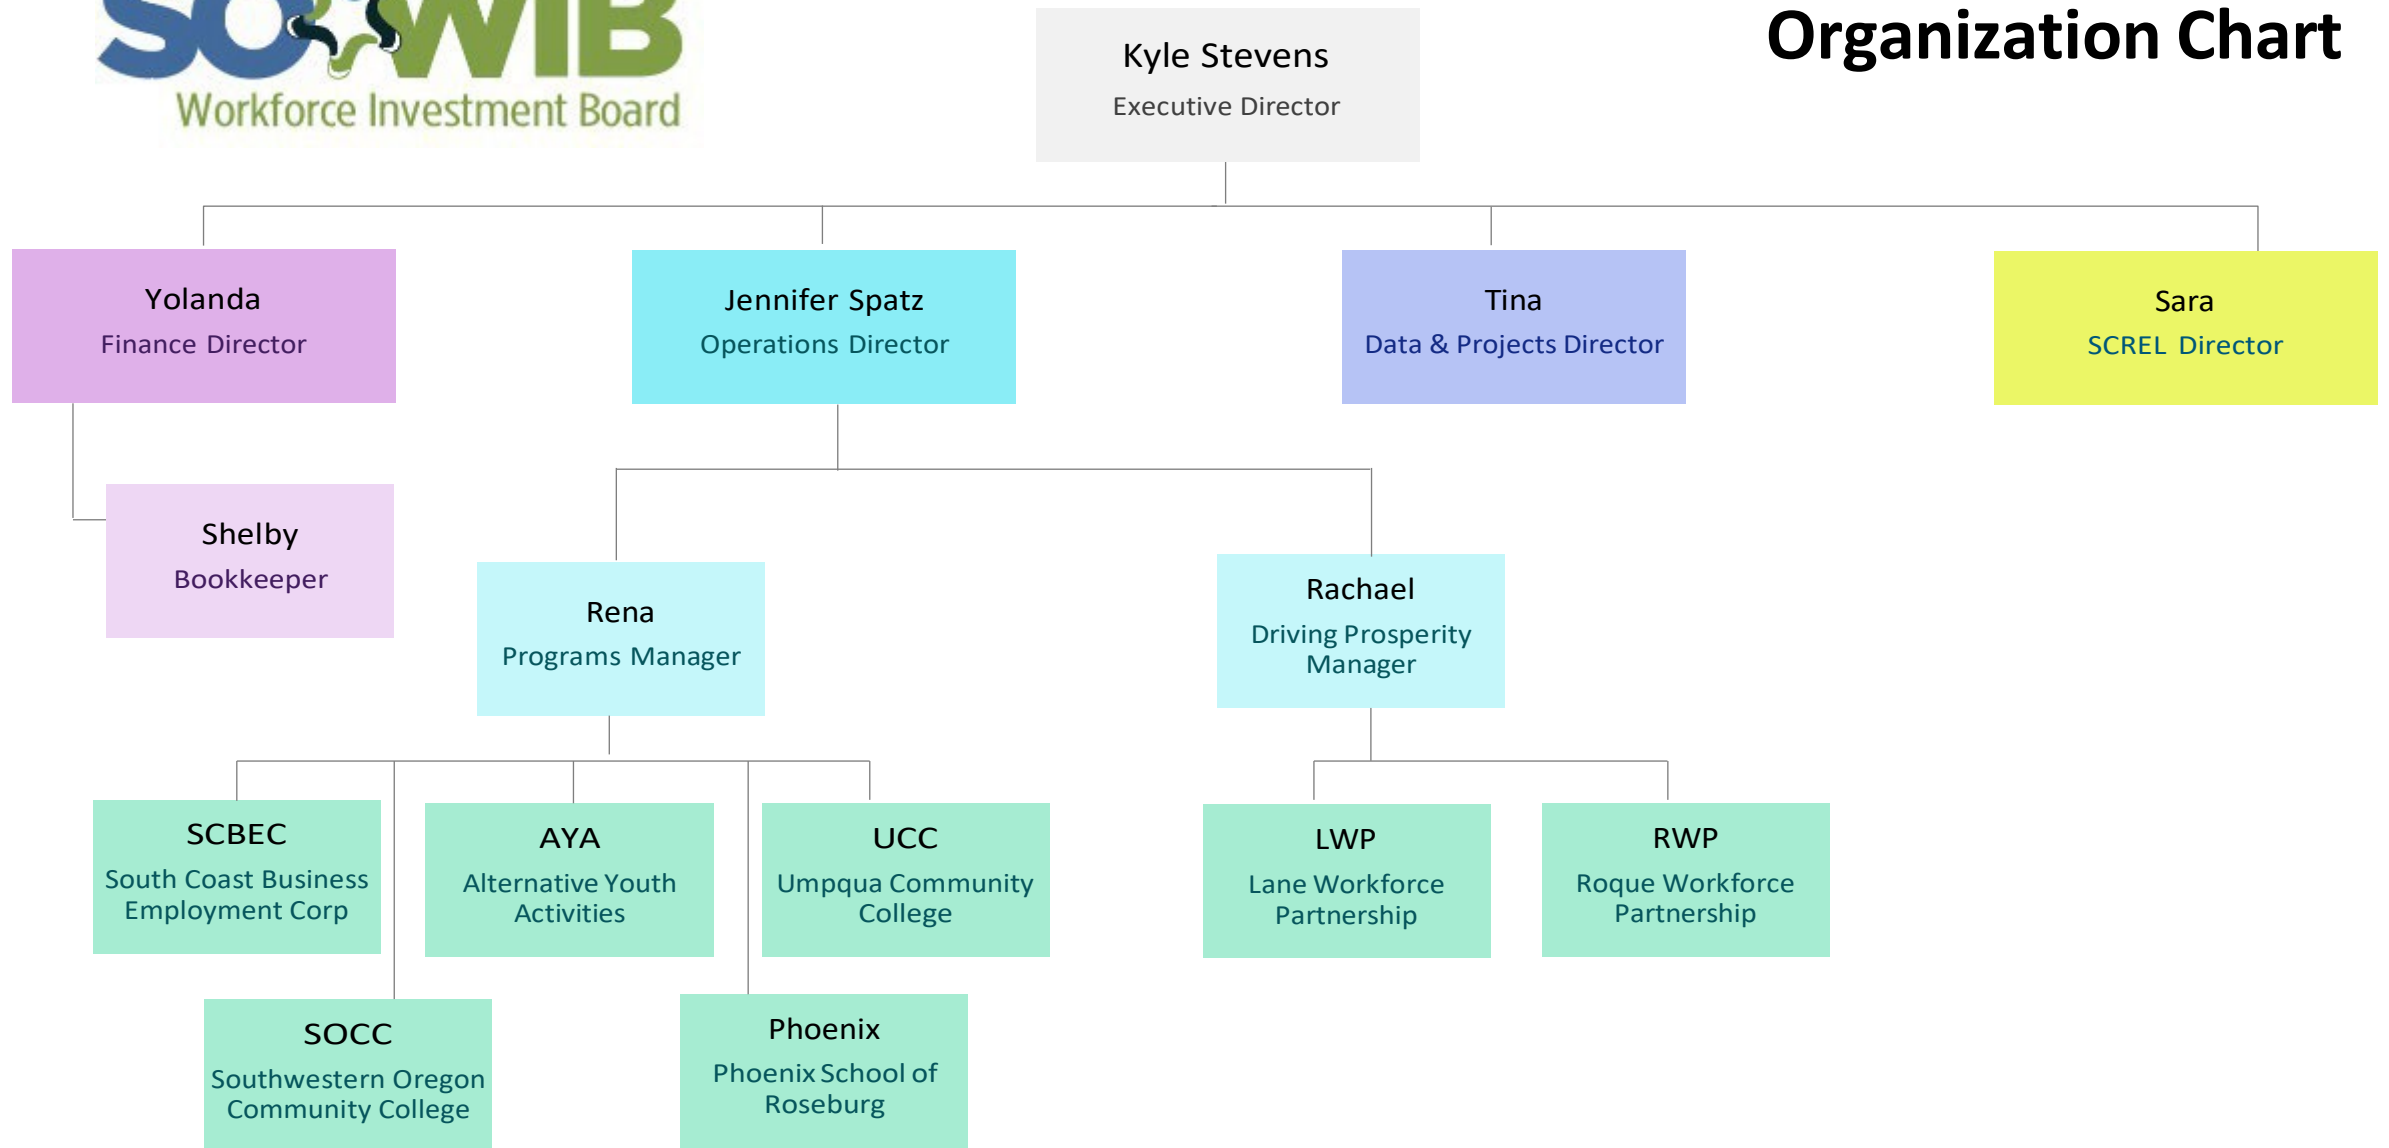 SOWIB
Workforce Investment Board
Organization Chart
Kyle Stevens
Executive Director
Yolanda
Finance Director
Jennifer Spatz
Operations Director
Tina
Data & Projects Director
Sara
SCREL Director
Shelby
Bookkeeper
Rena
Programs Manager
Rachael
Driving Prosperity
Manager
SCBEC
South Coast Business
Employment Corp
AYA
Alternative Youth
Activities
UCC
Umpqua Community
College
LWP
Lane Workforce
Partnership
RWP
Roque Workforce
Partnership
SOCC
Southwestern Oregon
Community College
Phoenix
Phoenix School of
Roseburg